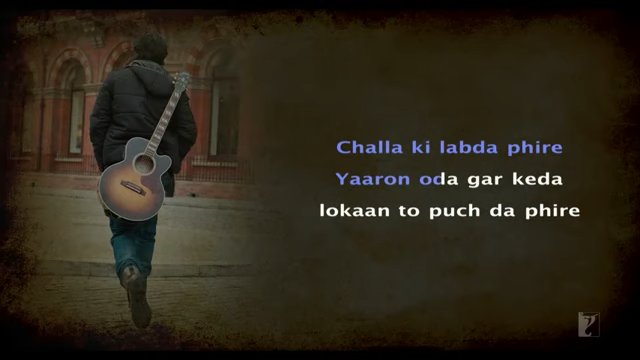 Challa ki labda phire
Yaaron oda gar keda
lokaan to puch da phire